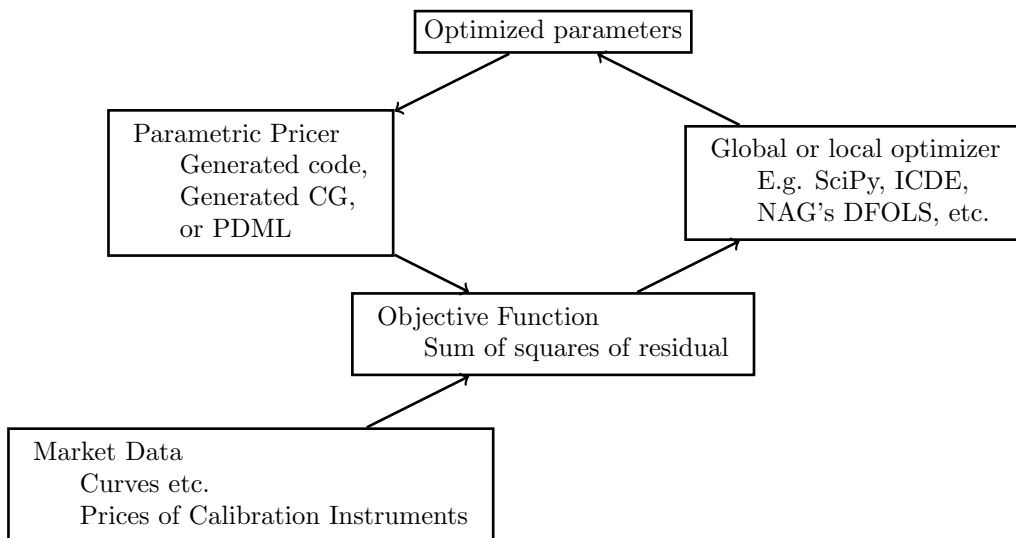 Optimized parameters
Parametric Pricer
Generated code,
Generated CG,
or PDML
Global or local optimizer
E.g. SciPy, ICDE,
NAG's DFOLS, etc.
Objective Function
Sum of squares of residual
Market Data
Curves etc.
Prices of Calibration Instruments